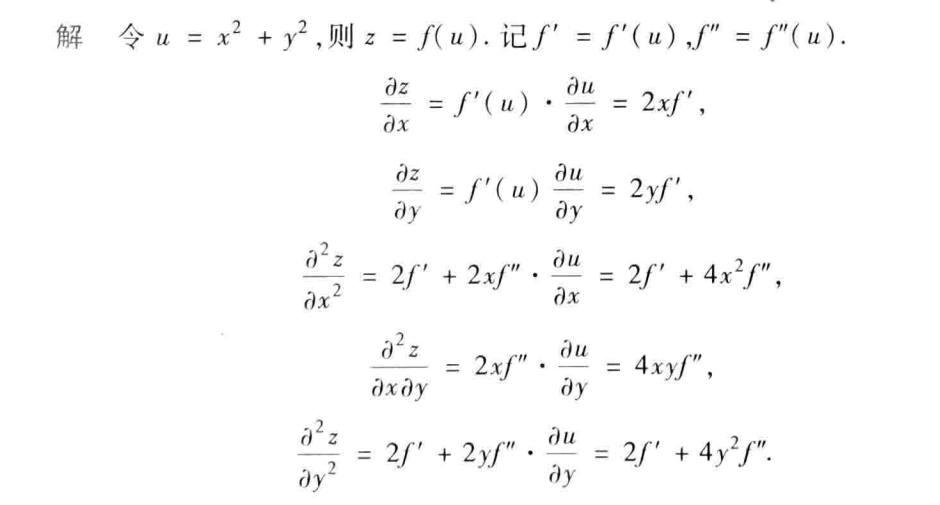 解 令 u = x² + y², 则 z = f(u). 记 f′ = f′(u), f″ = f″(u).
∂z/∂x = f′(u) · ∂u/∂x = 2xf′,
∂z/∂y = f′(u) ∂u/∂y = 2yf′,
∂²z/∂x² = 2f′ + 2xf″ · ∂u/∂x = 2f′ + 4x²f″,
∂²z/∂x∂y = 2xf″ · ∂u/∂y = 4xyf″,
∂²z/∂y² = 2f′ + 2yf″ · ∂u/∂y = 2f′ + 4y²f″.